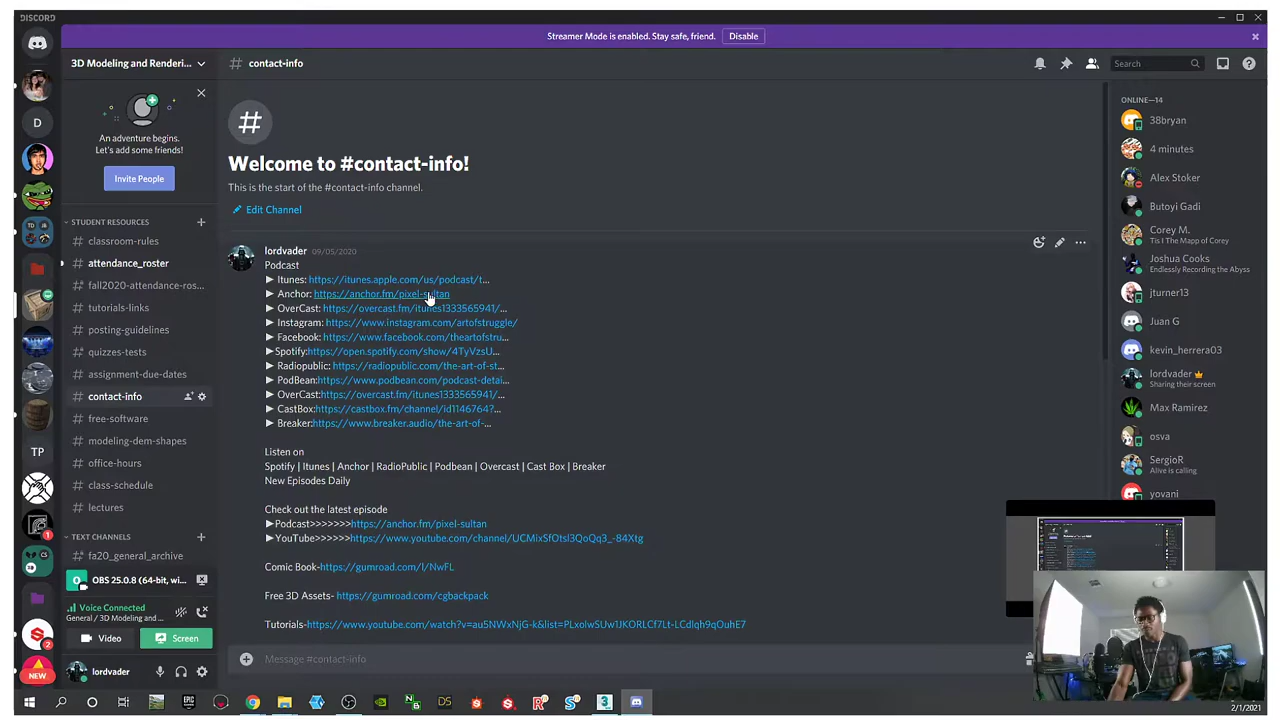 DISCORD
Streamer Mode is enabled. Stay safe, friend.
Disable
3D Modeling and Renderi...
# contact-info
Search
An adventure begins.
Let's add some friends!
Invite People
STUDENT RESOURCES
# classroom-rules
# attendance_roster
# fall2020-attendance-ros...
# tutorials-links
# posting-guidelines
# quizzes-tests
# assignment-due-dates
# contact-info
# free-software
# modeling-dem-shapes
# office-hours
# class-schedule
# lectures
TEXT CHANNELS
# fa20_general_archive
OBS 25.0.8 (64-bit, wi...
Voice Connected
General / 3D Modeling and ...
Video
Screen
lordvader
D
TD JB
TP
1
CS
2
NEW
#
Welcome to #contact-info!
This is the start of the #contact-info channel.
Edit Channel
lordvader 09/05/2020
Podcast
► Itunes: https://itunes.apple.com/us/podcast/t...
► Anchor: https://anchor.fm/pixel-sultan
► OverCast: https://overcast.fm/itunes1333565941/...
► Instagram: https://www.instagram.com/artofstruggle/
► Facebook: https://www.facebook.com/theartofstru...
►Spotify:https://open.spotify.com/show/4TyVzsU...
► Radiopublic: https://radiopublic.com/the-art-of-st...
► PodBean:https://www.podbean.com/podcast-detai...
► OverCast:https://overcast.fm/itunes1333565941/...
► CastBox:https://castbox.fm/channel/id1146764?...
► Breaker:https://www.breaker.audio/the-art-of-...
Listen on
Spotify | Itunes | Anchor | RadioPublic | Podbean | Overcast | Cast Box | Breaker
New Episodes Daily
Check out the latest episode
►Podcast>>>>>>>https://anchor.fm/pixel-sultan
►YouTube>>>>>>https://www.youtube.com/channel/UCMixSfOtsl3QoQq3_-84Xtg
Comic Book-https://gumroad.com/l/NwFL
Free 3D Assets- https://gumroad.com/cgbackpack
Tutorials-https://www.youtube.com/watch?v=au5NWxNjG-k&list=PLxolwSUw1JKORLCf7Lt-LCdlqh9qOuhE7
Message #contact-info
ONLINE—14
38bryan
4 minutes
Alex Stoker
Butoyi Gadi
Corey M.
Tis I The Mapp of Corey
Joshua Cooks
Endlessly Recording the Abyss
jturner13
Juan G
kevin_herrera03
lordvader
Sharing their screen
Max Ramirez
osva
SergioR
Alive is calling
yovani
EPIC
DS
3
2/1/2021